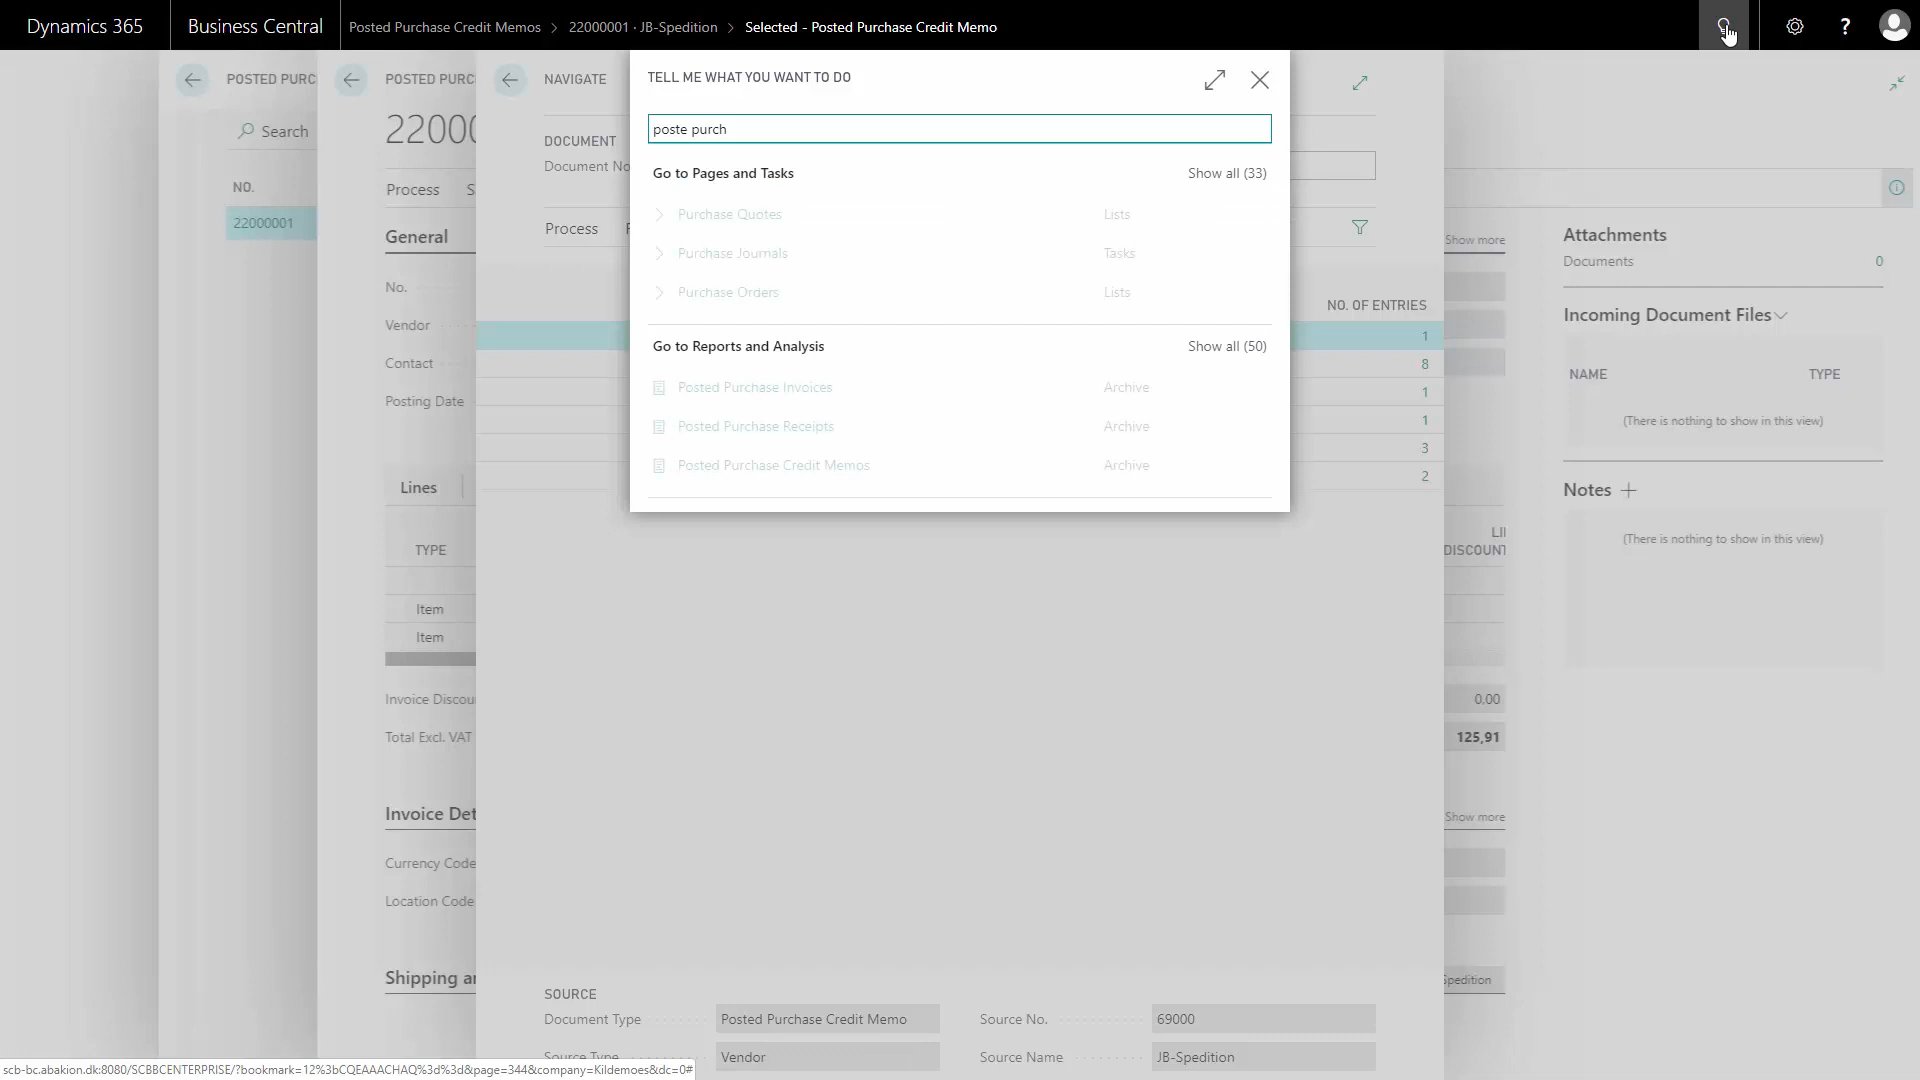 Dynamics 365
Business Central
Posted Purchase Credit Memos
22000001 · JB-Spedition
Selected - Posted Purchase Credit Memo
?
POSTED PURC
POSTED PURC
NAVIGATE
TELL ME WHAT YOU WANT TO DO
Search
2200
DOCUMENT
Document No
poste purch
NO.
22000001
Process
S
General
No.
Vendor
Contact
Posting Date
Process
Go to Pages and Tasks
Show all (33)
Purchase Quotes
Lists
Purchase Journals
Tasks
Purchase Orders
Lists
Go to Reports and Analysis
Show all (50)
Posted Purchase Invoices
Archive
Posted Purchase Receipts
Archive
Posted Purchase Credit Memos
Archive
NO. OF ENTRIES
1
8
1
1
3
2
Show more
Attachments
Documents
0
Incoming Document Files
NAME
TYPE
(There is nothing to show in this view)
Notes
(There is nothing to show in this view)
Lines
TYPE
Item
Item
LI
DISCOUNT
Invoice Discou
0,00
Total Excl. VAT
125,91
Invoice Det
Show more
Currency Code
Location Code
Shipping a
Spedition
SOURCE
Document Type
Posted Purchase Credit Memo
Source No.
69000
Source Type
Vendor
Source Name
JB-Spedition
scb-bc.abakion.dk:8080/SCBBCENTERPRISE/?bookmark=12%3bCQEAAACHAQ%3d%3d&page=344&company=Kildemoes&dc=0#